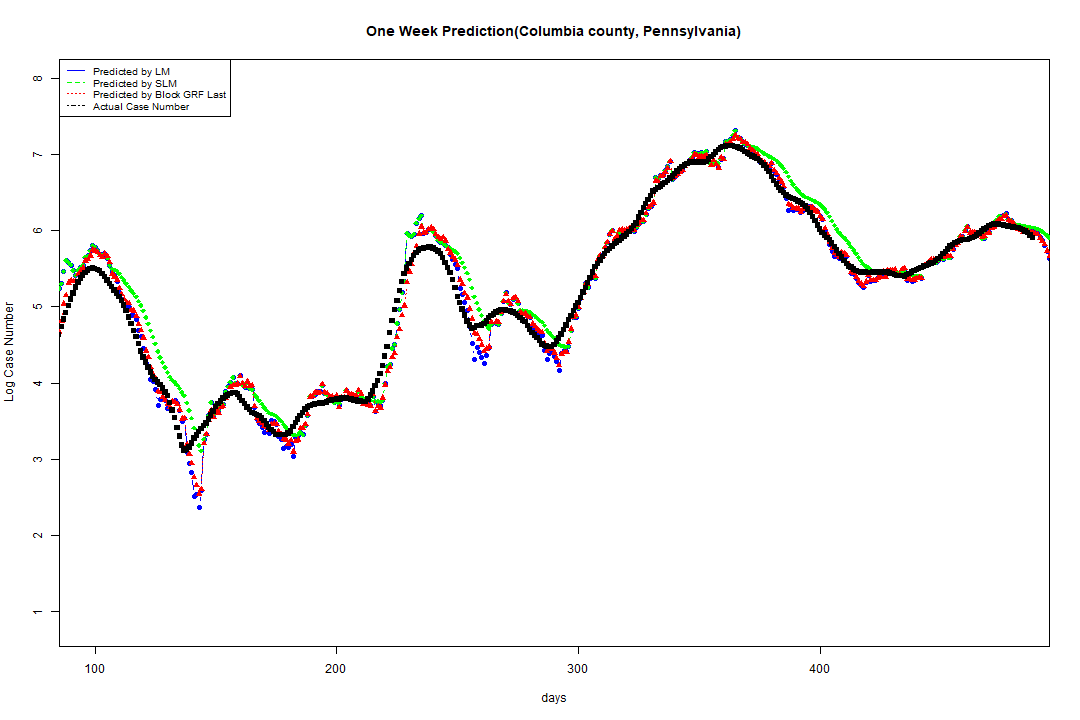 One Week Prediction(Columbia county, Pennsylvania)
Predicted by LM
Predicted by SLM
Predicted by Block GRF Last
Actual Case Number
8
7
6
5
4
3
2
1
Log Case Number
100 200 300 400
days